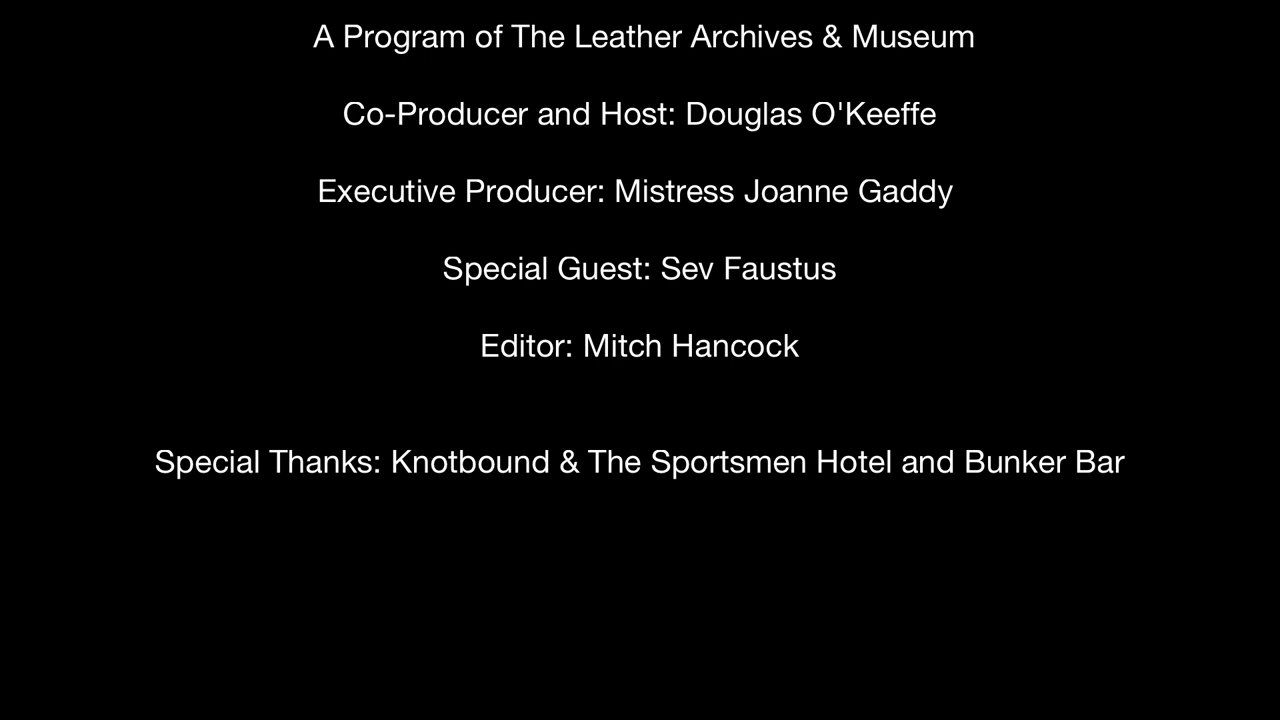 A Program of The Leather Archives & Museum
Co-Producer and Host: Douglas O'Keeffe
Executive Producer: Mistress Joanne Gaddy
Special Guest: Sev Faustus
Editor: Mitch Hancock
Special Thanks: Knotbound & The Sportsmen Hotel and Bunker Bar